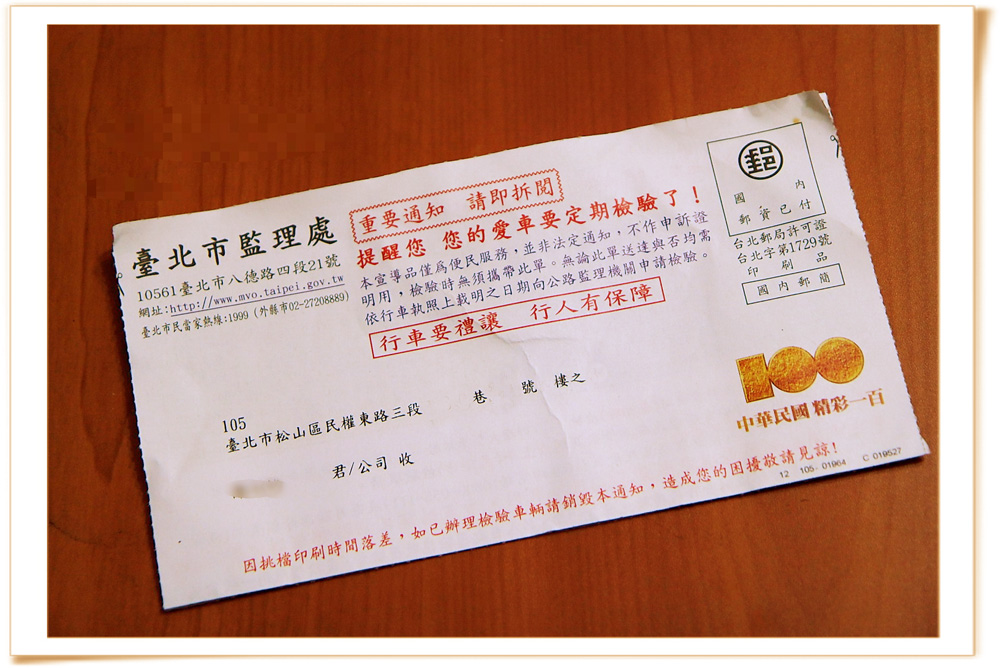 臺北市監理處
10561臺北市八德路四段21號
網址:http://www.mvo.taipei.gov.tw
臺北市民當家熱線:1999 (外縣市02-27208889)
重要通知 請即拆閱
提醒您 您的愛車要定期檢驗了！
本宣導品僅為便民服務，並非法定通知，不作申訴證
明用，檢驗時無須攜帶此單。無論此單送達與否均需
依行車執照上載明之日期向公路監理機關申請檢驗。
行車要禮讓 行人有保障
郵
國 內
郵資已付
台北郵局許可證
台北字第1729號
印刷品
國內郵簡
105
臺北市松山區民權東路三段 巷 號 樓之
君/公司 收
100
中華民國 精彩一百
12 105- 01964 C 019527
因挑檔印刷時間落差，如已辦理檢驗車輛請銷毀本通知，造成您的困擾敬請見諒！